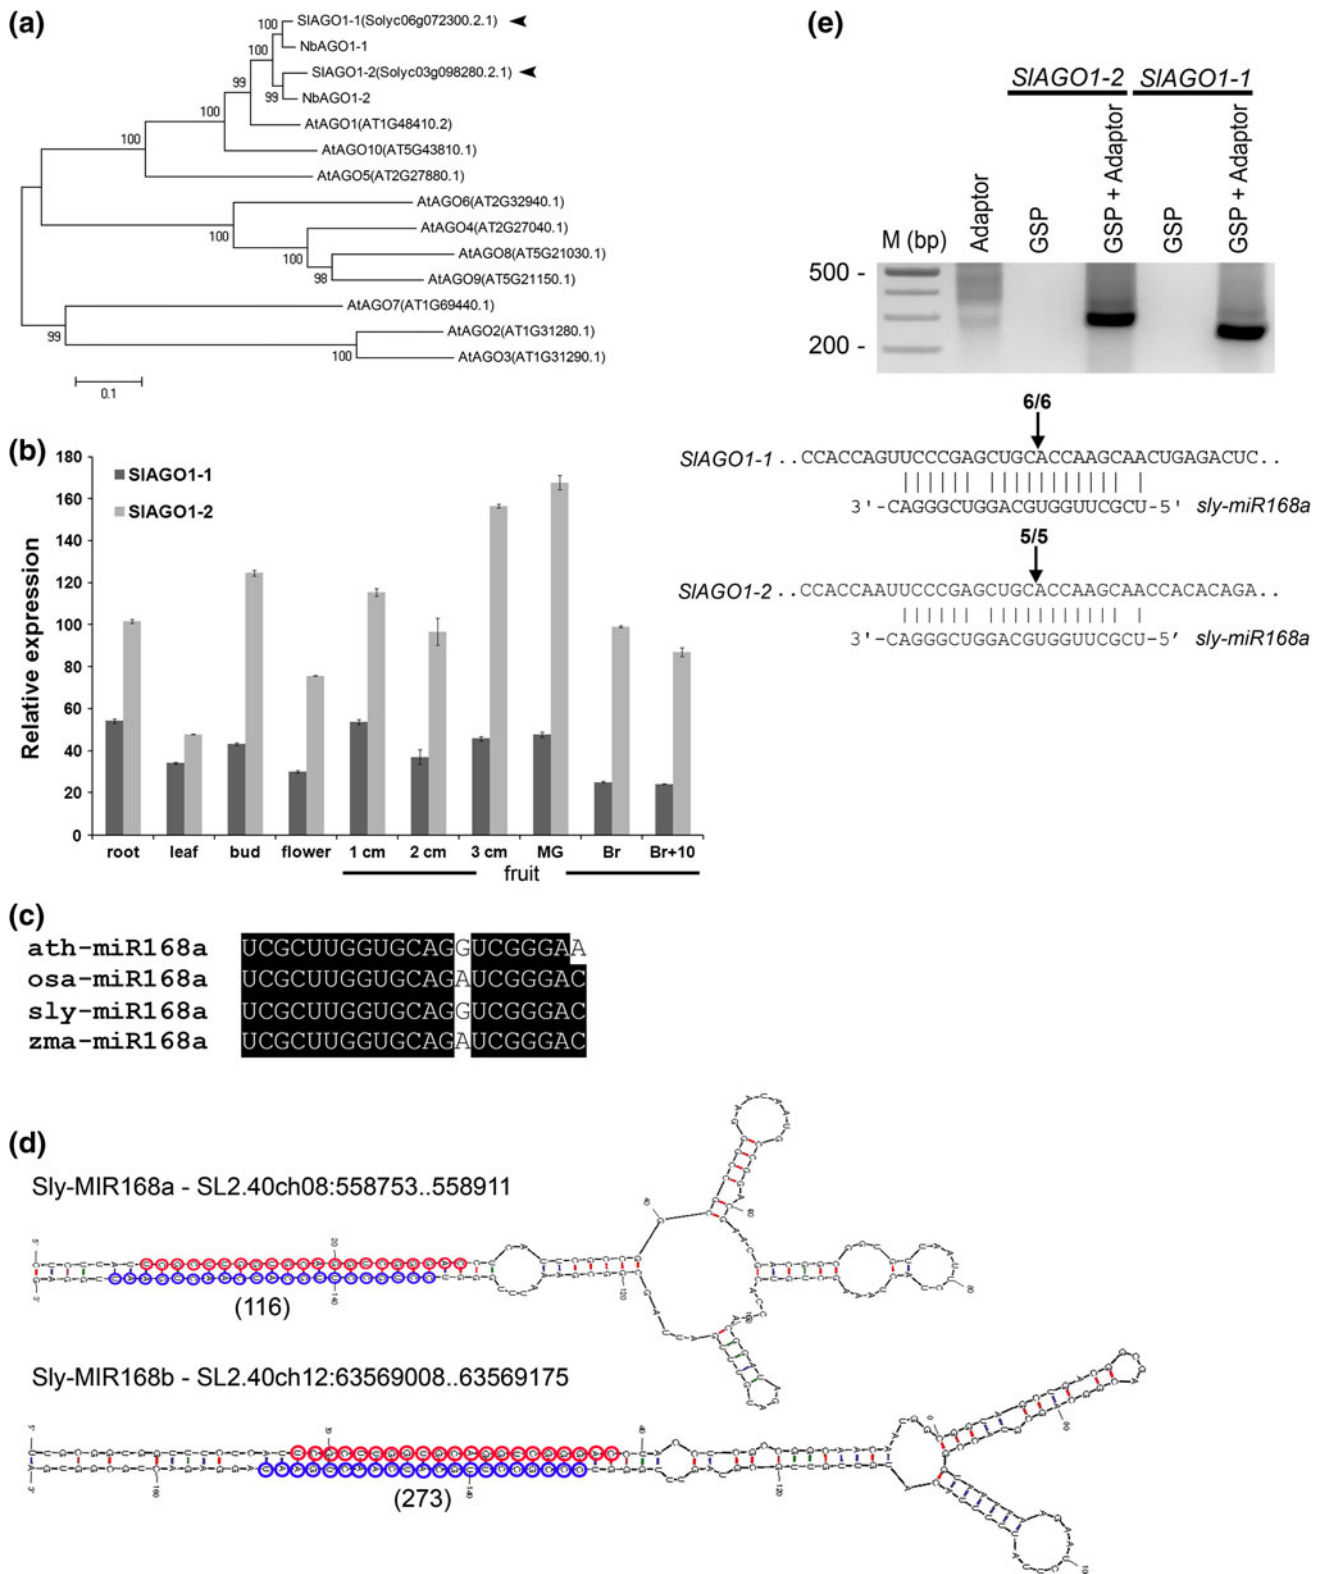 (a)
100
SlAGO1-1(Solyc06g072300.2.1)
NbAGO1-1
100
SlAGO1-2(Solyc03g098280.2.1)
99
99
NbAGO1-2
100
AtAGO1(AT1G48410.2)
100
AtAGO10(AT5G43810.1)
AtAGO5(AT2G27880.1)
AtAGO6(AT2G32940.1)
100
AtAGO4(AT2G27040.1)
100
AtAGO8(AT5G21030.1)
98
AtAGO9(AT5G21150.1)
AtAGO7(AT1G69440.1)
99
AtAGO2(AT1G31280.1)
100
AtAGO3(AT1G31290.1)
0.1
(b)
Relative expression
180
160
140
120
100
80
60
40
20
0
SlAGO1-1
SlAGO1-2
root leaf bud flower 1 cm 2 cm 3 cm MG Br Br+10
fruit
(c)
ath-miR168a UCGCUUGGUGCAGGUCGGGAA
osa-miR168a UCGCUUGGUGCAGAUCGGGAC
sly-miR168a UCGCUUGGUGCAGGUCGGGAC
zma-miR168a UCGCUUGGUGCAGAUCGGGAC
(d)
Sly-MIR168a - SL2.40ch08:558753..558911
(116)
Sly-MIR168b - SL2.40ch12:63569008..63569175
(273)
(e)
SlAGO1-2 SlAGO1-1
M (bp) Adaptor GSP GSP + Adaptor GSP GSP + Adaptor
500 -
200 -
6/6
SlAGO1-1 ..CCACCAGUUCCCGAGCUGCACCAAGCAACUGAGACUC..
3'-CAGGGCUGGACGUGGUUCGCU-5' sly-miR168a
5/5
SlAGO1-2 ..CCACCAAUUCCCGAGCUGCACCAAGCAACCACACAGA..
3'-CAGGGCUGGACGUGGUUCGCU-5' sly-miR168a